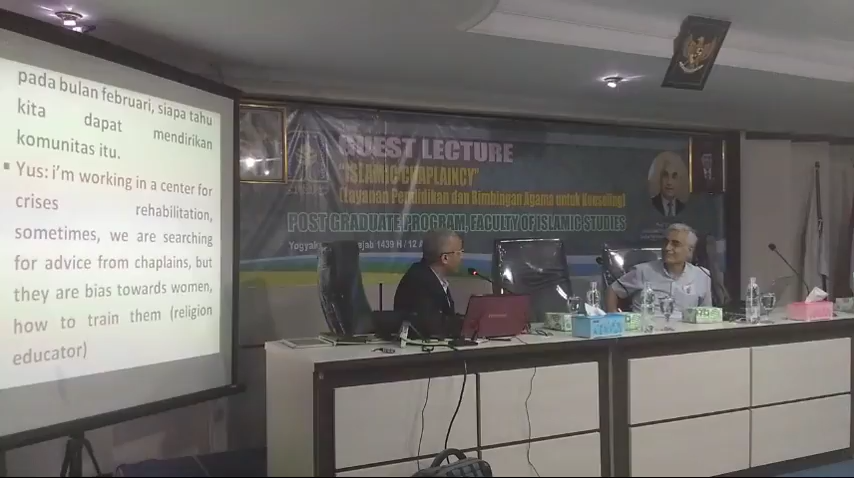 pada bulan februari, siapa tahu
kita dapat mendirikan
komunitas itu.
▪ Yus: i'm working in a center for
crises rehabilitation,
sometimes, we are searching
for advice from chaplains, but
they are bias towards women,
how to train them (religion
educator)
GUEST LECTURE
"ISLAMIC CHAPLAINCY"
(Layanan Pendidikan dan Bimbingan Agama untuk Konseling)
POST GRADUATE PROGRAM, FACULTY OF ISLAMIC STUDIES
1439 H / 12